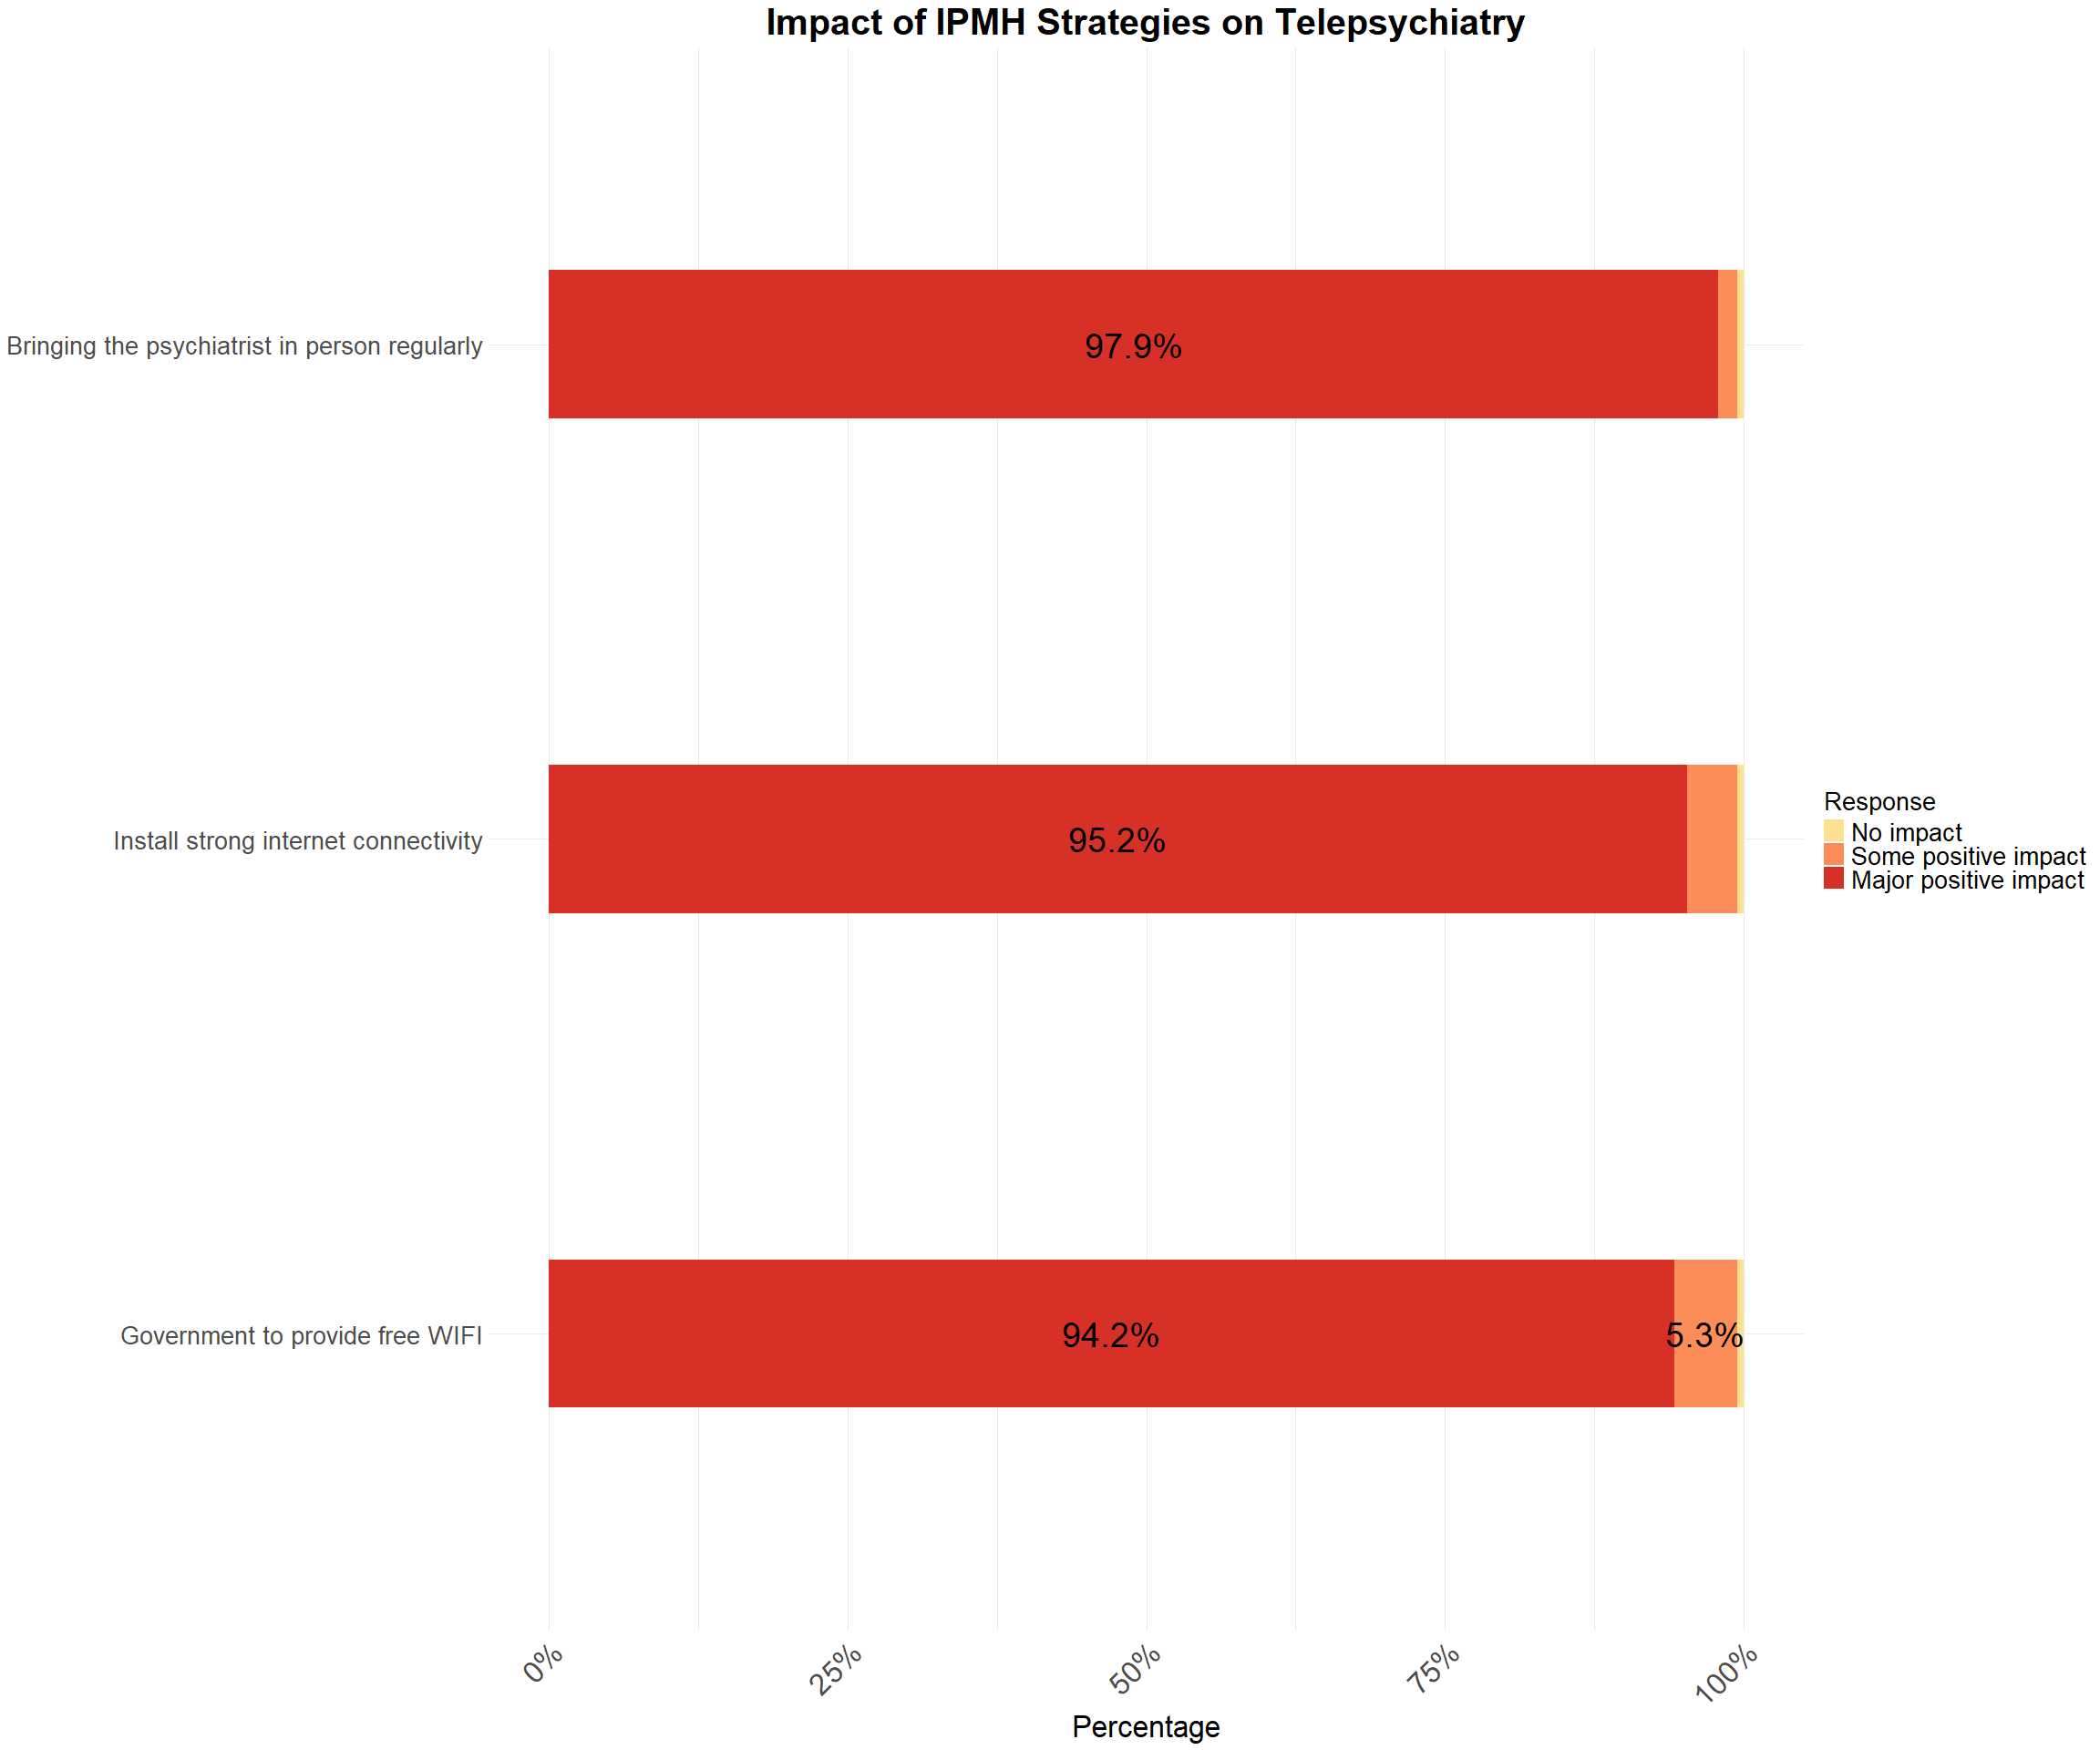 Impact of IPMH Strategies on Telepsychiatry
Bringing the psychiatrist in person regularly
97.9%
Install strong internet connectivity
95.2%
Government to provide free WIFI
94.2%
5.3%
0%
25%
50%
75%
100%
Percentage
Response
No impact
Some positive impact
Major positive impact